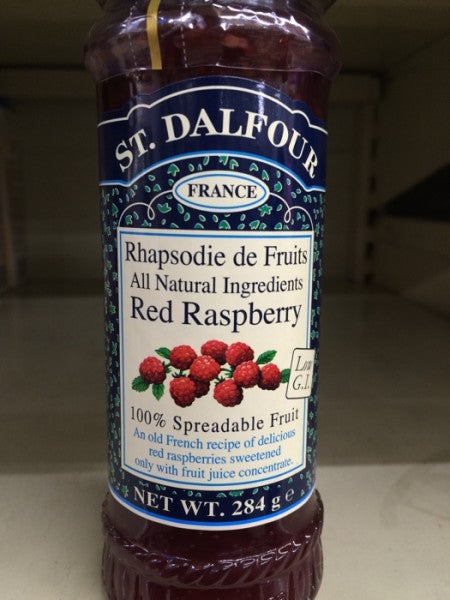 ST. DALFOUR
FRANCE
Rhapsodie de Fruits
All Natural Ingredients
Red Raspberry
Low
G.I.
100% Spreadable Fruit
An old French recipe of delicious
red raspberries sweetened
only with fruit juice concentrate.
NET WT. 284 g e